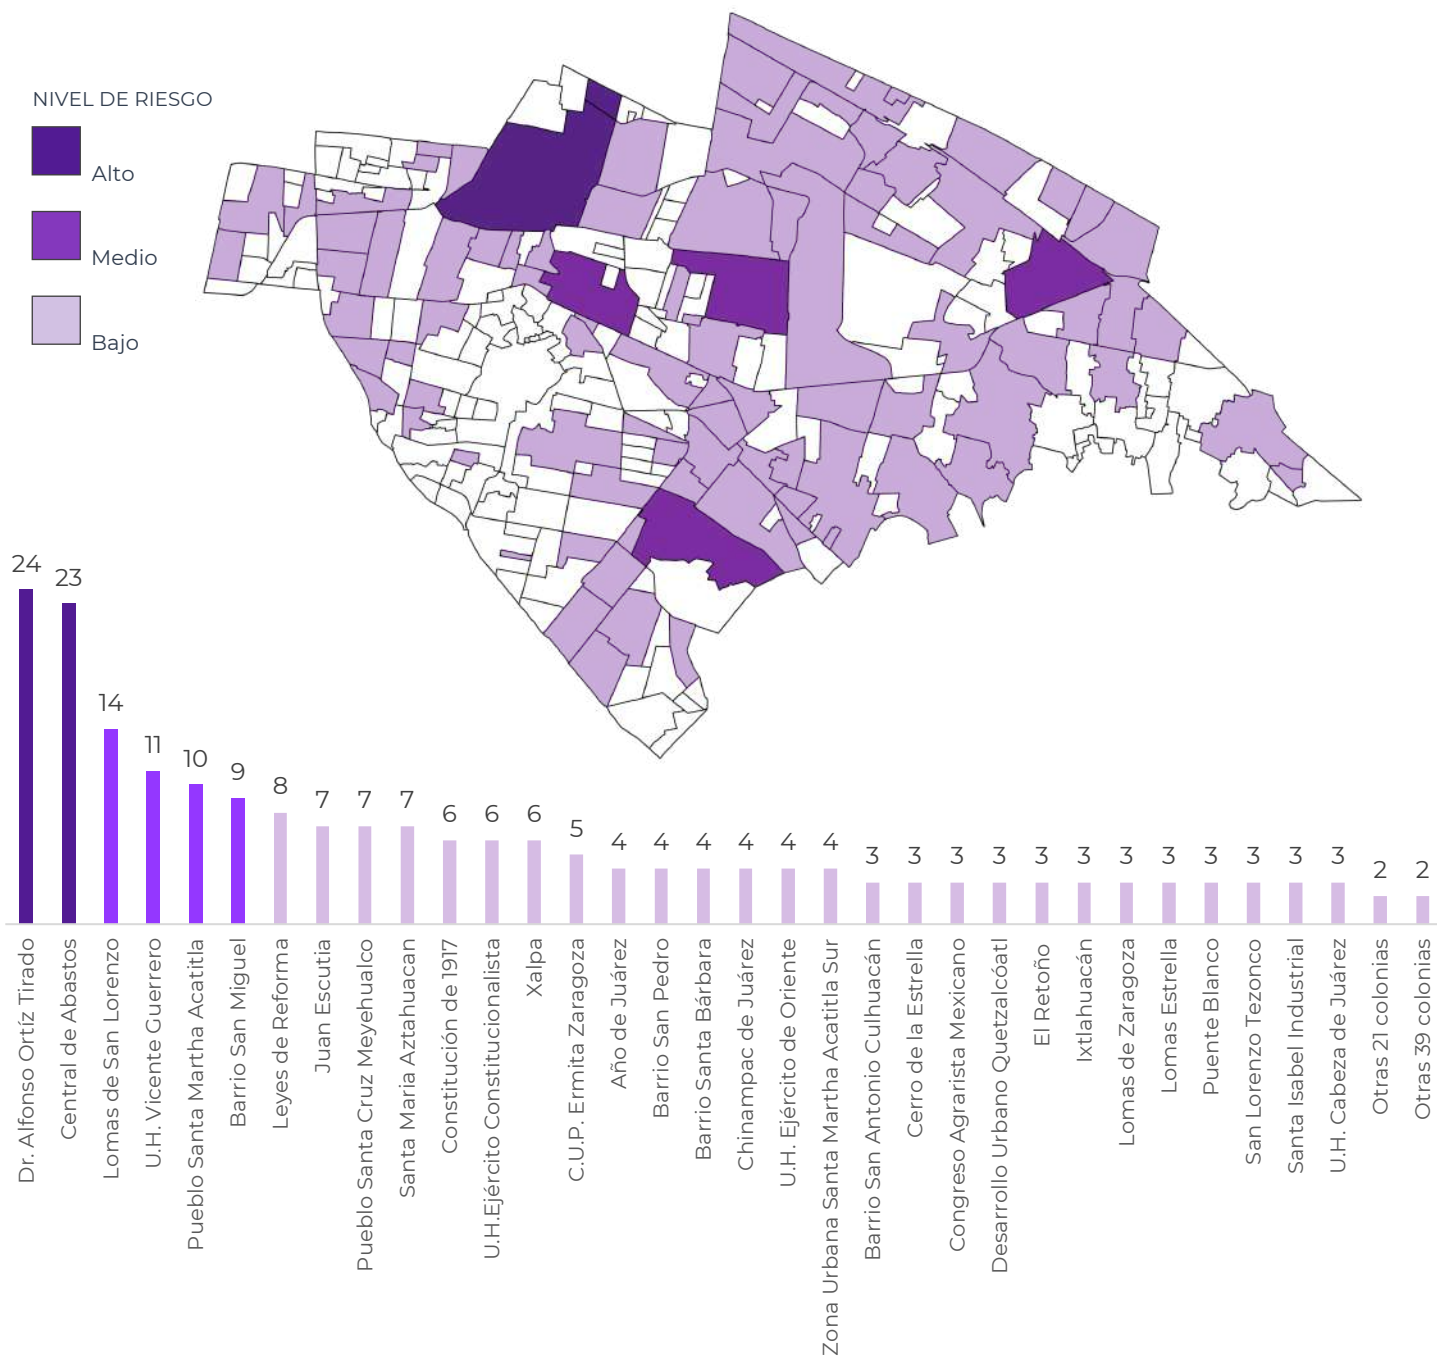 NIVEL DE RIESGO
Alto
Medio
Bajo
24
23
14
11
10
9
8
7
7
7
6
6
6
5
4
4
4
4
4
4
3
3
3
3
3
3
3
3
3
3
3
3
2
2
Dr. Alfonso Ortíz Tirado
Central de Abastos
Lomas de San Lorenzo
U.H. Vicente Guerrero
Pueblo Santa Martha Acatitla
Barrio San Miguel
Leyes de Reforma
Juan Escutia
Pueblo Santa Cruz Meyehualco
Santa Maria Aztahuacan
Constitución de 1917
U.H.Ejército Constitucionalista
Xalpa
C.U.P. Ermita Zaragoza
Año de Juárez
Barrio San Pedro
Barrio Santa Bárbara
Chinampac de Juárez
U.H. Ejército de Oriente
Zona Urbana Santa Martha Acatitla Sur
Barrio San Antonio Culhuacán
Cerro de la Estrella
Congreso Agrarista Mexicano
Desarrollo Urbano Quetzalcóatl
El Retoño
Ixtlahuacán
Lomas de Zaragoza
Lomas Estrella
Puente Blanco
San Lorenzo Tezonco
Santa Isabel Industrial
U.H. Cabeza de Juárez
Otras 21 colonias
Otras 39 colonias